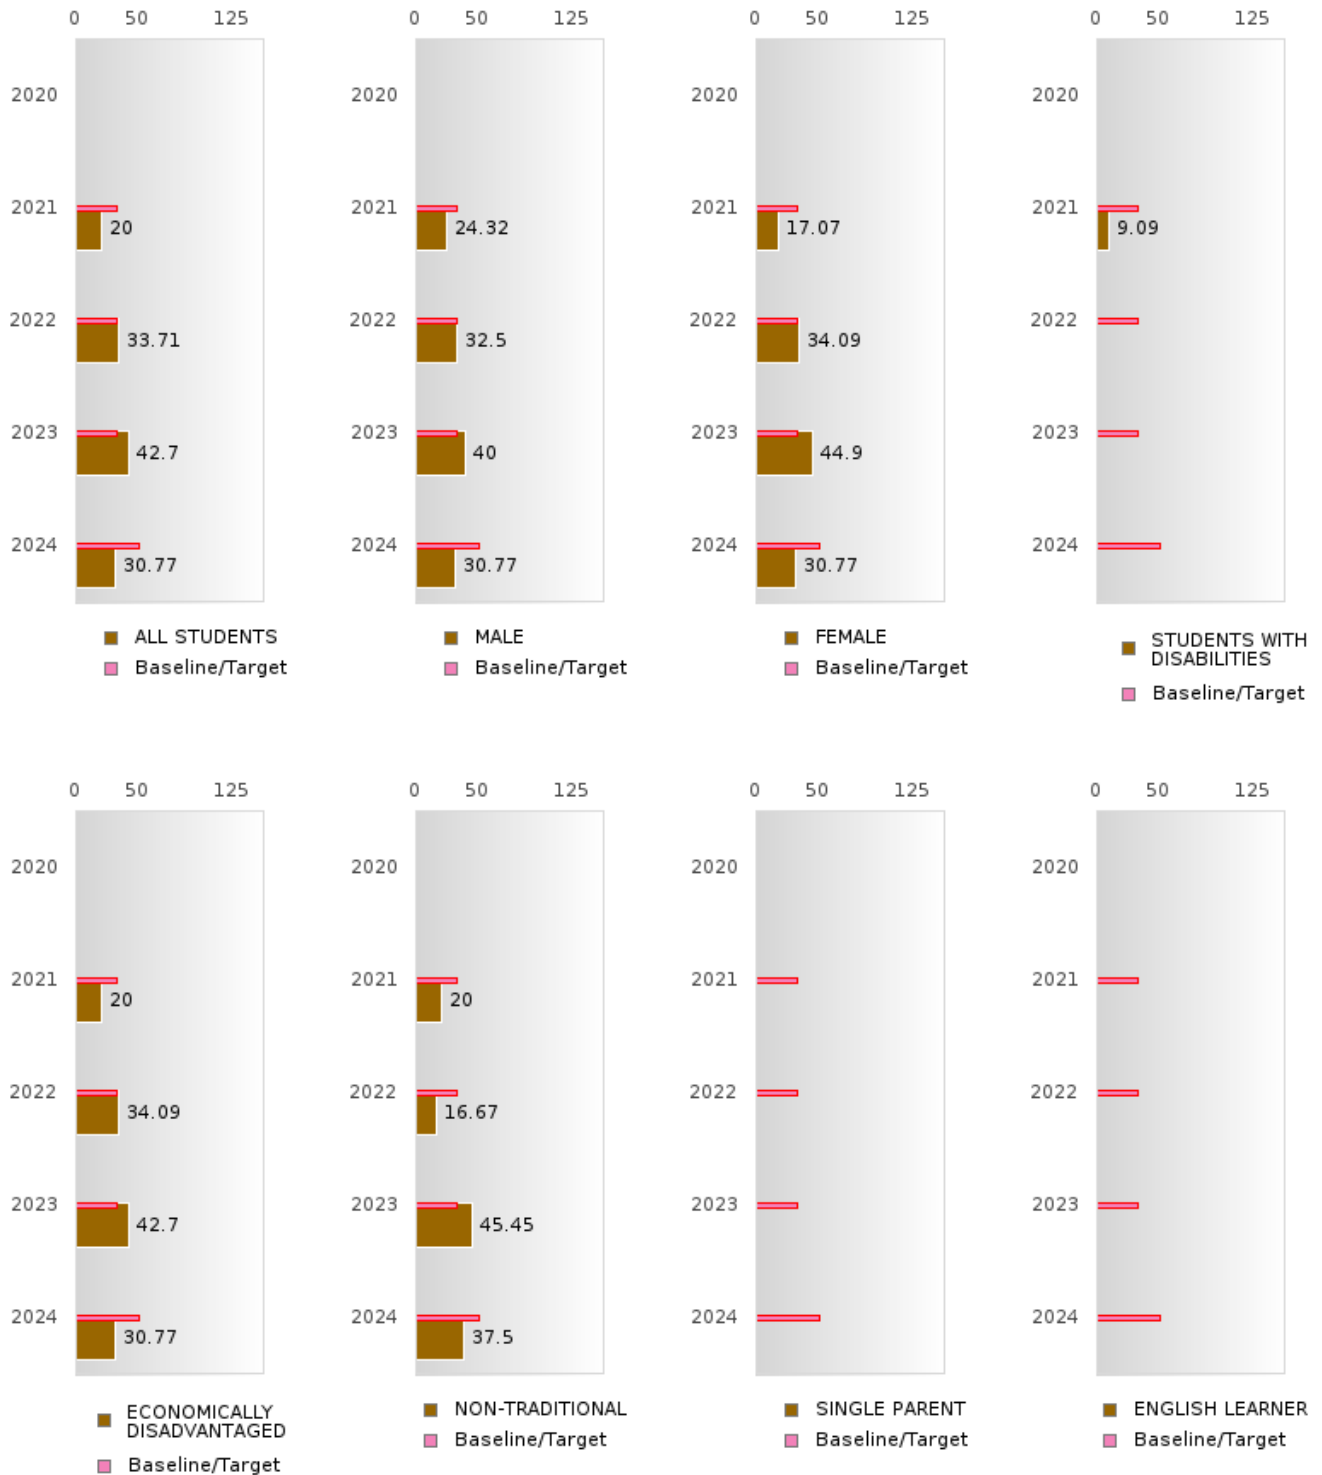 0 50 125
2020
2021
20
2022
33.71
2023
42.7
2024
30.77
ALL STUDENTS
Baseline/Target
0 50 125
2020
2021
24.32
2022
32.5
2023
40
2024
30.77
MALE
Baseline/Target
0 50 125
2020
2021
17.07
2022
34.09
2023
44.9
2024
30.77
FEMALE
Baseline/Target
0 50 125
2020
2021
9.09
2022
2023
2024
STUDENTS WITH
DISABILITIES
Baseline/Target
0 50 125
2020
2021
20
2022
34.09
2023
42.7
2024
30.77
ECONOMICALLY
DISADVANTAGED
Baseline/Target
0 50 125
2020
2021
20
2022
16.67
2023
45.45
2024
37.5
NON-TRADITIONAL
Baseline/Target
0 50 125
2020
2021
2022
2023
2024
SINGLE PARENT
Baseline/Target
0 50 125
2020
2021
2022
2023
2024
ENGLISH LEARNER
Baseline/Target